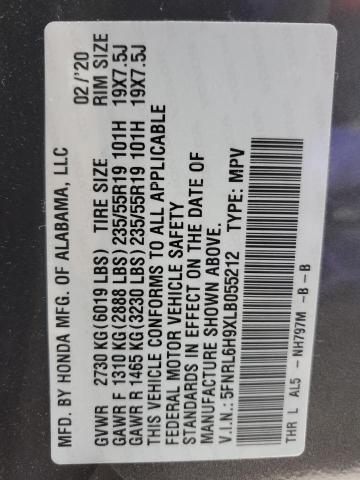 MFD. BY HONDA MFG. OF ALABAMA, LLC 02/'20
GVWR 2730 KG(6019 LBS) TIRE SIZE RIM SIZE
GAWR F 1310 KG(2888 LBS) 235/55R19 101H 19X7.5J
GAWR R 1465 KG(3230 LBS) 235/55R19 101H 19X7.5J
THIS VEHICLE CONFORMS TO ALL APPLICABLE
FEDERAL MOTOR VEHICLE SAFETY
STANDARDS IN EFFECT ON THE DATE OF
MANUFACTURE SHOWN ABOVE.
V.I.N.: 5FNRL6H9XLB055212 TYPE: MPV
THR L AL5 - NH797M -B -B